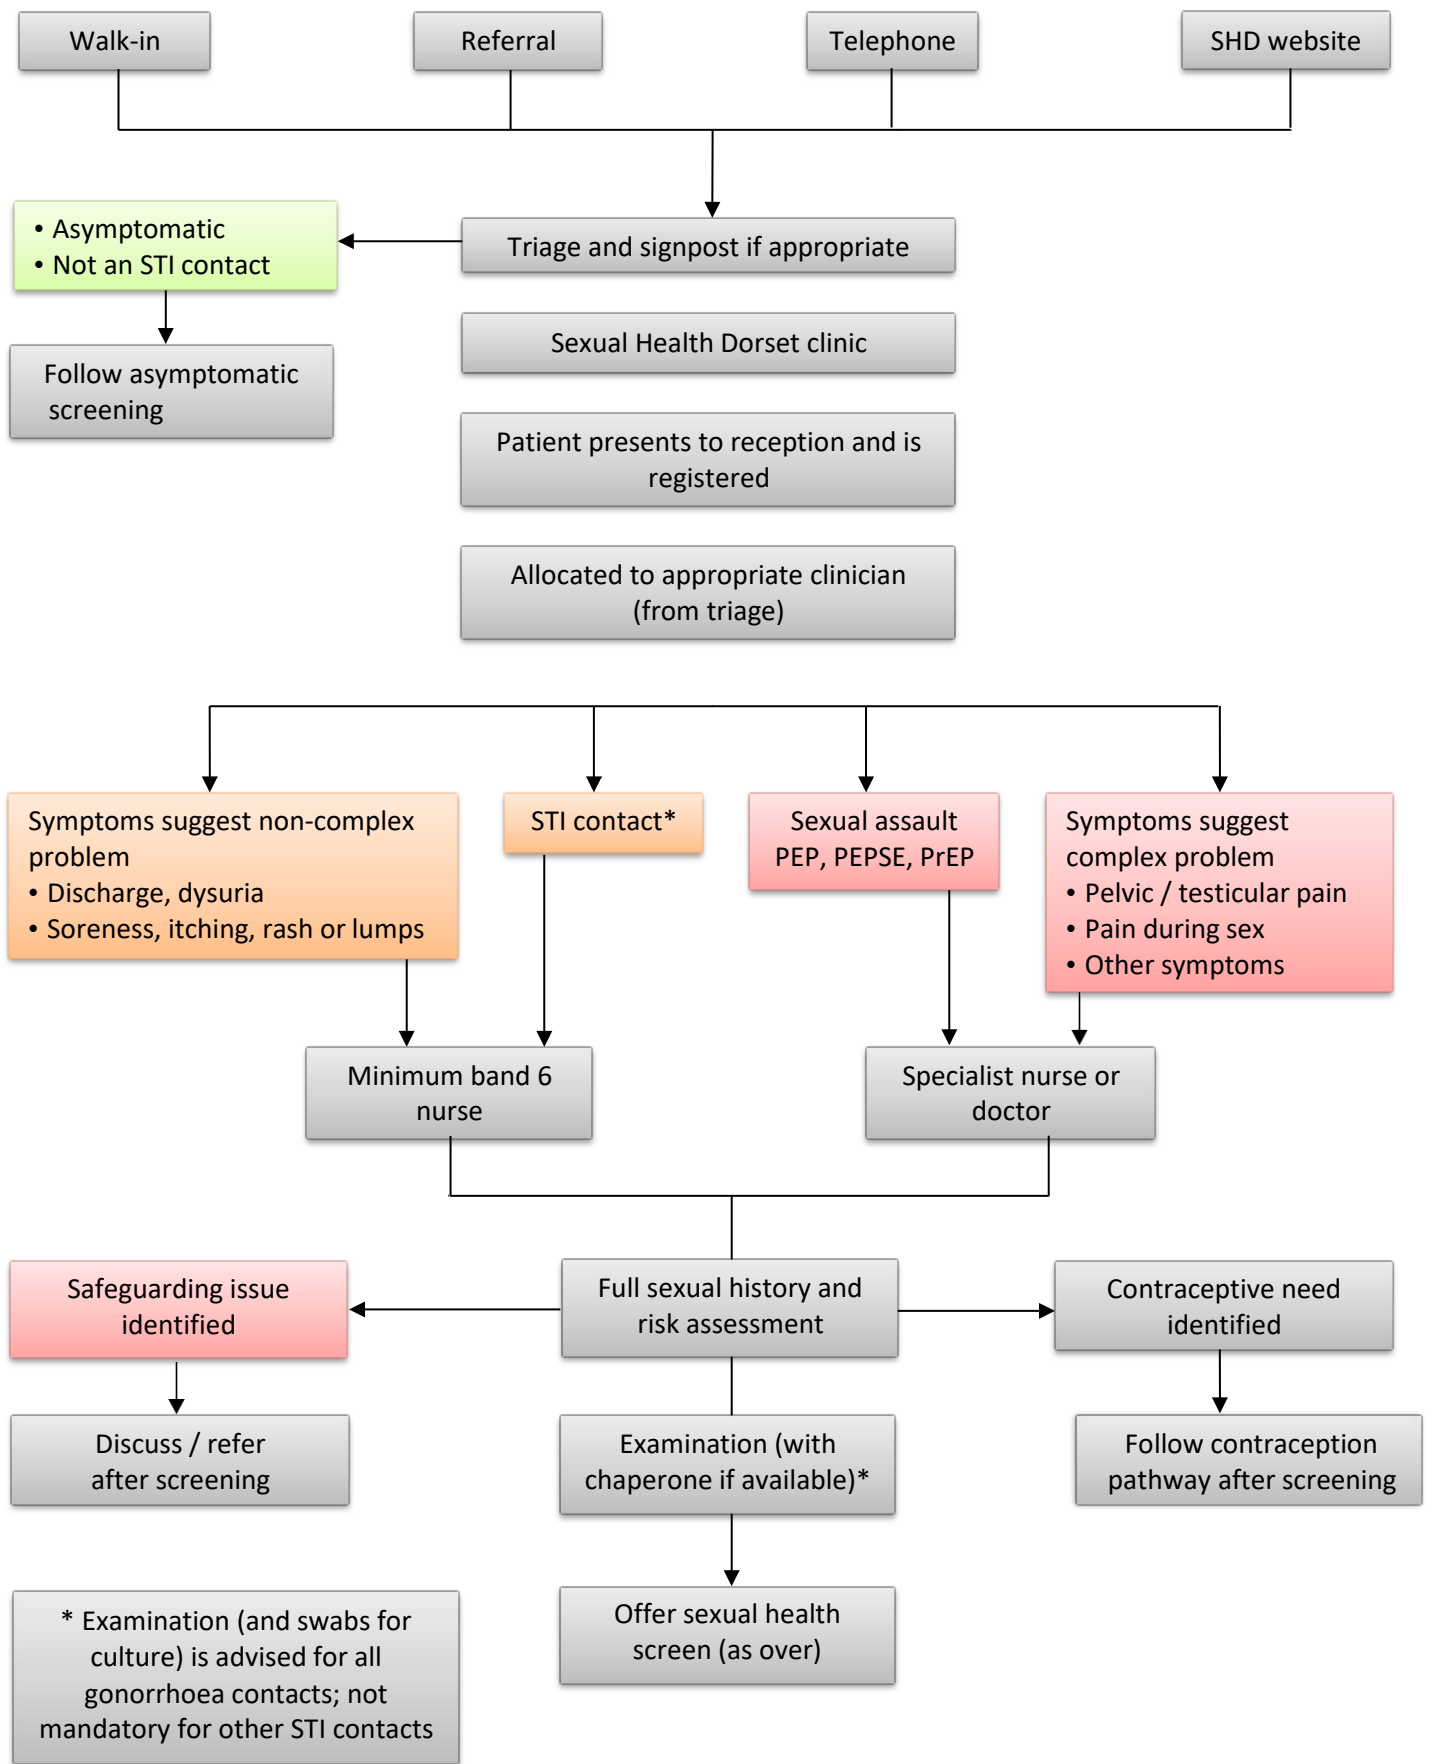 Walk-in
Referral
Telephone
SHD website
• Asymptomatic
• Not an STI contact
Triage and signpost if appropriate
Sexual Health Dorset clinic
Follow asymptomatic
screening
Patient presents to reception and is
registered
Allocated to appropriate clinician
(from triage)
Symptoms suggest non-complex
problem
• Discharge, dysuria
• Soreness, itching, rash or lumps
STI contact*
Sexual assault
PEP, PEPSE, PrEP
Symptoms suggest
complex problem
• Pelvic / testicular pain
• Pain during sex
• Other symptoms
Minimum band 6
nurse
Specialist nurse or
doctor
Safeguarding issue
identified
Full sexual history and
risk assessment
Contraceptive need
identified
Discuss / refer
after screening
Examination (with
chaperone if available)*
Follow contraception
pathway after screening
Offer sexual health
screen (as over)
* Examination (and swabs for
culture) is advised for all
gonorrhoea contacts; not
mandatory for other STI contacts